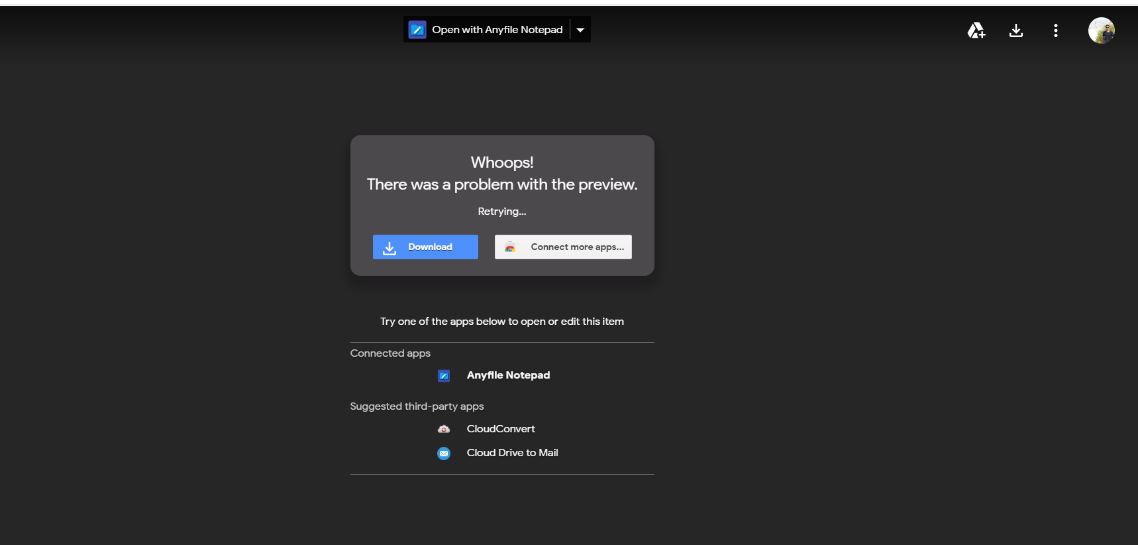 Open with Anyfile Notepad
Whoops!
There was a problem with the preview.
Retrying...
Download
Connect more apps...
Try one of the apps below to open or edit this item
Connected apps
Anyfile Notepad
Suggested third-party apps
CloudConvert
Cloud Drive to Mail